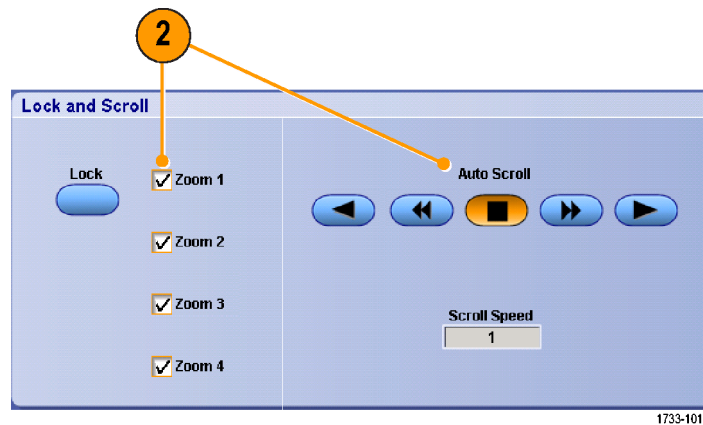 2
Lock and Scroll
Lock
Zoom 1
Auto Scroll
Zoom 2
Zoom 3
Scroll Speed
1
Zoom 4
1733-101